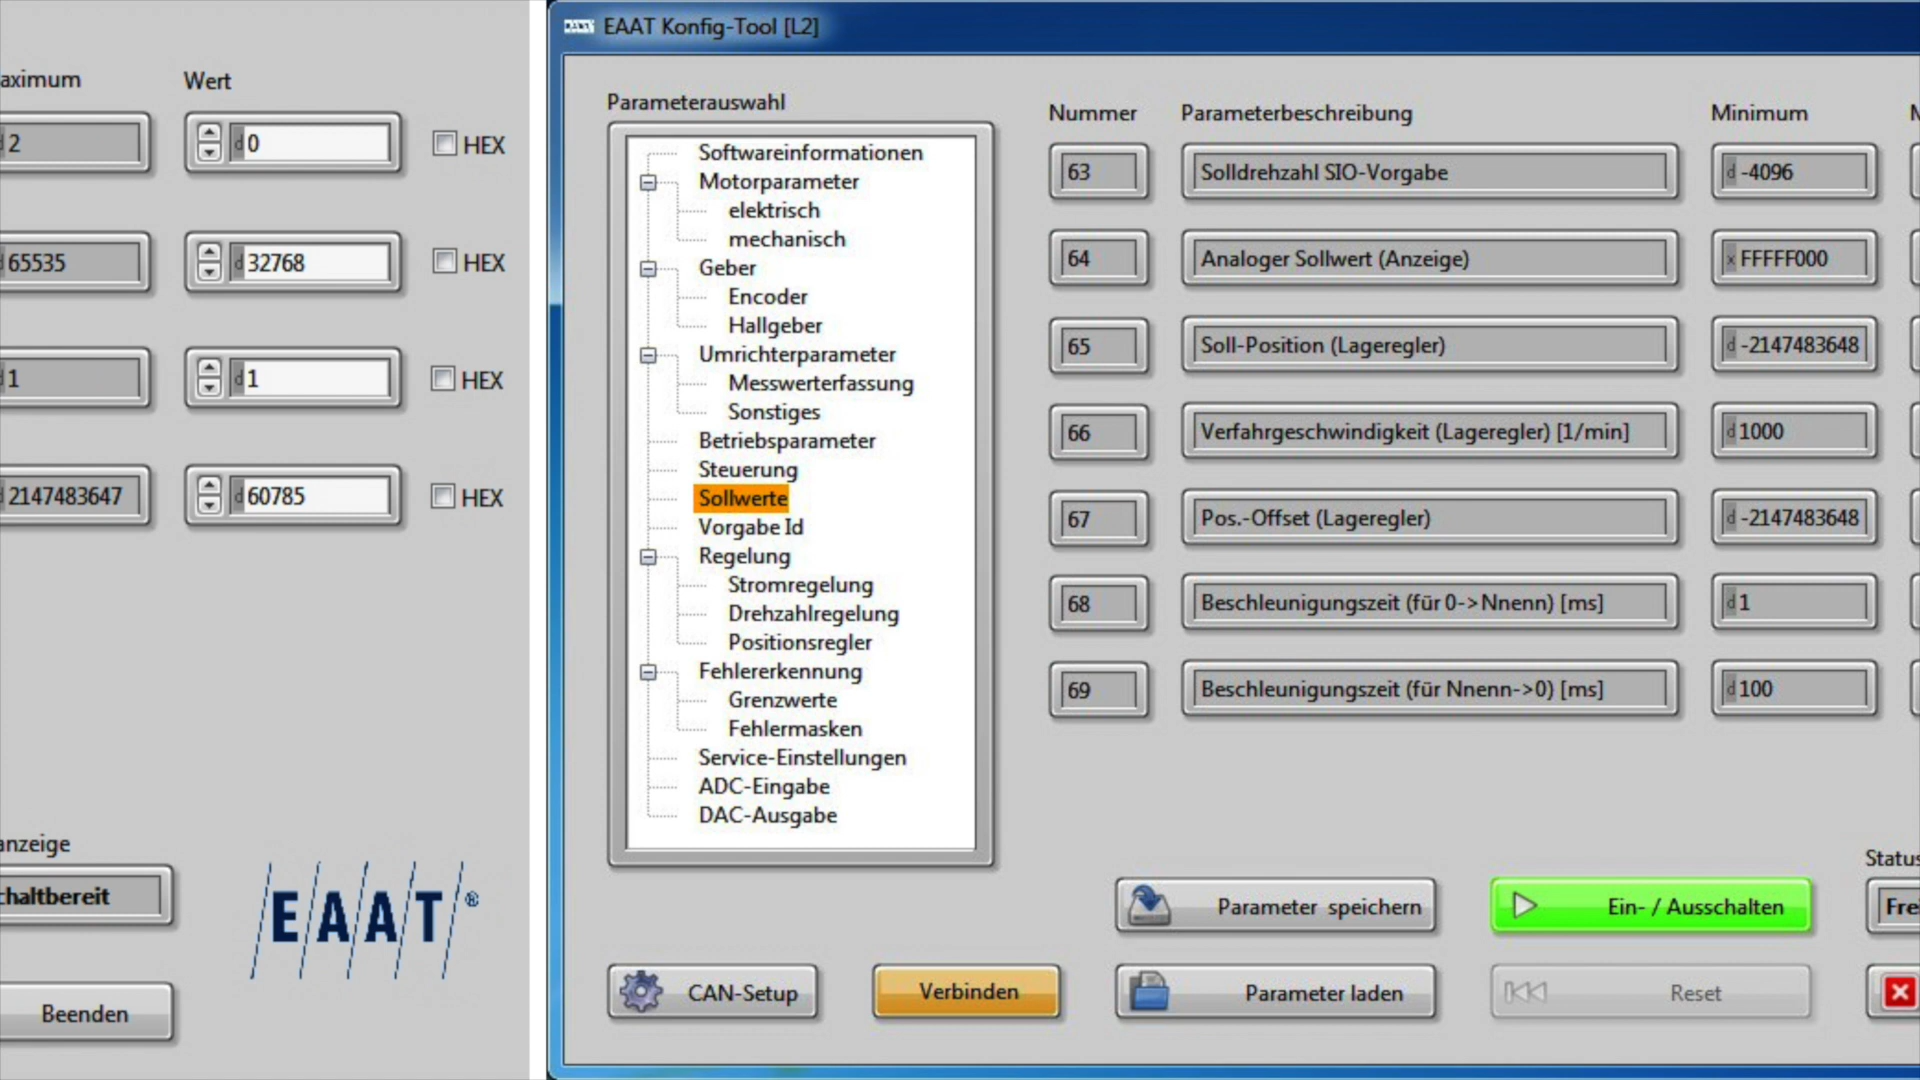 aximum Wert
d 2 d 0 HEX
65535 d 32768 HEX
d 1 d 1 HEX
2147483647 d 60785 HEX
anzeige
chaltbereit
EAAT®
Beenden
EAAT Konfig-Tool [L2]
Parameterauswahl
Softwareinformationen
Motorparameter
elektrisch
mechanisch
Geber
Encoder
Hallgeber
Umrichterparameter
Messwerterfassung
Sonstiges
Betriebsparameter
Steuerung
Sollwerte
Vorgabe Id
Regelung
Stromregelung
Drehzahlregelung
Positionsregler
Fehlererkennung
Grenzwerte
Fehlermasken
Service-Einstellungen
ADC-Eingabe
DAC-Ausgabe
Nummer Parameterbeschreibung Minimum M
63 Solldrehzahl SIO-Vorgabe d -4096
64 Analoger Sollwert (Anzeige) x FFFFF000
65 Soll-Position (Lageregler) d -2147483648
66 Verfahrgeschwindigkeit (Lageregler) [1/min] d 1000
67 Pos.-Offset (Lageregler) d -2147483648
68 Beschleunigungszeit (für 0->Nnenn) [ms] d 1
69 Beschleunigungszeit (für Nnenn->0) [ms] d 100
Status
Parameter speichern Ein- / Ausschalten Fre
CAN-Setup Verbinden Parameter laden Reset